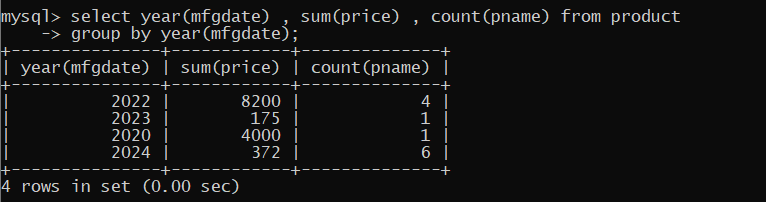 mysql> select year(mfgdate) , sum(price) , count(pname) from product
    -> group by year(mfgdate);
+---------------+------------+--------------+
| year(mfgdate) | sum(price) | count(pname) |
+---------------+------------+--------------+
|          2022 |       8200 |            4 |
|          2023 |        175 |            1 |
|          2020 |       4000 |            1 |
|          2024 |        372 |            6 |
+---------------+------------+--------------+
4 rows in set (0.00 sec)